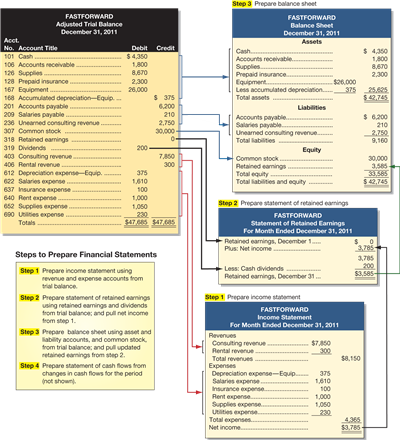 FASTFORWARD
Adjusted Trial Balance
December 31, 2011
Acct.
No. Account Title Debit Credit
101 Cash $ 4,350
106 Accounts receivable 1,800
126 Supplies 8,670
128 Prepaid insurance 2,300
167 Equipment 26,000
168 Accumulated depreciation—Equip. $ 375
201 Accounts payable 6,200
209 Salaries payable 210
236 Unearned consulting revenue 2,750
307 Common stock 30,000
318 Retained earnings 0
319 Dividends 200
403 Consulting revenue 7,850
406 Rental revenue 300
612 Depreciation expense—Equip. 375
622 Salaries expense 1,610
637 Insurance expense 100
640 Rent expense 1,000
652 Supplies expense 1,050
690 Utilities expense 230
Totals $47,685 $47,685
Steps to Prepare Financial Statements
Step 1 Prepare income statement using
revenue and expense accounts from
trial balance.
Step 2 Prepare statement of retained earnings
using retained earnings and dividends
from trial balance; and pull net income
from step 1.
Step 3 Prepare balance sheet using asset and
liability accounts, and common stock,
from trial balance; and pull updated
retained earnings from step 2.
Step 4 Prepare statement of cash flows from
changes in cash flows for the period
(not shown).
Step 3 Prepare balance sheet
FASTFORWARD
Balance Sheet
December 31, 2011
Assets
Cash $ 4,350
Accounts receivable 1,800
Supplies 8,670
Prepaid insurance 2,300
Equipment $26,000
Less accumulated depreciation 375 25,625
Total assets $ 42,745
Liabilities
Accounts payable $ 6,200
Salaries payable 210
Unearned consulting revenue 2,750
Total liabilities 9,160
Equity
Common stock 30,000
Retained earnings 3,585
Total equity 33,585
Total liabilities and equity $ 42,745
Step 2 Prepare statement of retained earnings
FASTFORWARD
Statement of Retained Earnings
For Month Ended December 31, 2011
Retained earnings, December 1 $ 0
Plus: Net income 3,785
3,785
Less: Cash dividends 200
Retained earnings, December 31 $3,585
Step 1 Prepare income statement
FASTFORWARD
Income Statement
For Month Ended December 31, 2011
Revenues
Consulting revenue $7,850
Rental revenue 300
Total revenues $8,150
Expenses
Depreciation expense—Equip. 375
Salaries expense 1,610
Insurance expense 100
Rent expense 1,000
Supplies expense 1,050
Utilities expense 230
Total expenses 4,365
Net income $3,785